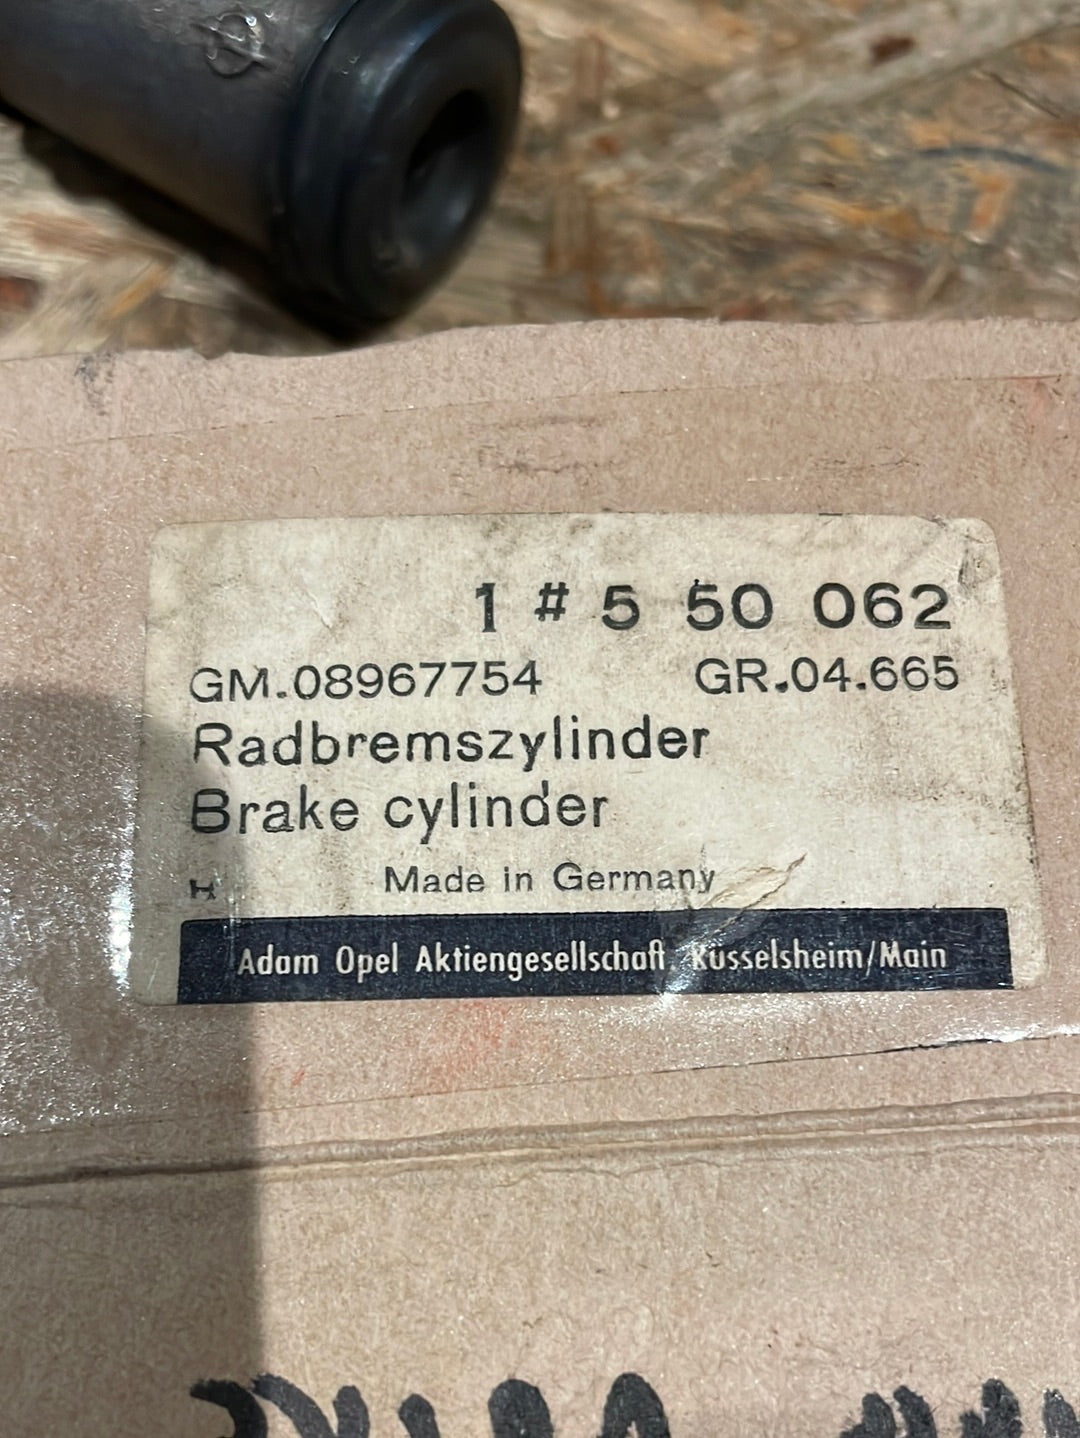 1 # 5 50 062
GM.08967754 GR.04.665
Radbremszylinder
Brake cylinder
H Made in Germany
Adam Opel Aktiengesellschaft, Rüsselsheim/Main